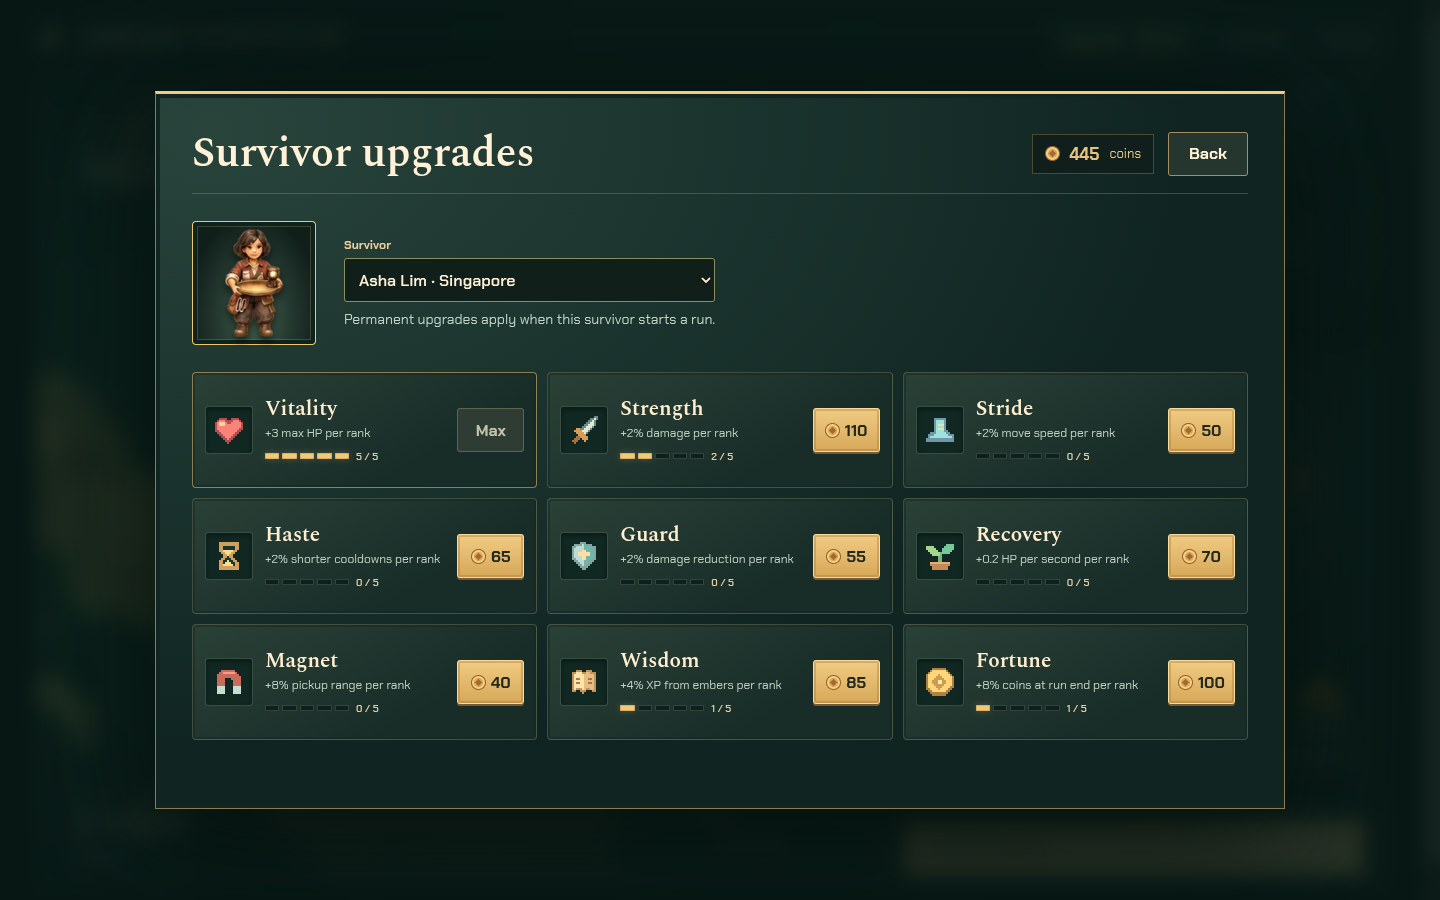 Survivor upgrades
445 coins
Back
Survivor
Asha Lim · Singapore
Permanent upgrades apply when this survivor starts a run.
Vitality
+3 max HP per rank
5 / 5
Max
Strength
+2% damage per rank
2 / 5
110
Stride
+2% move speed per rank
0 / 5
50
Haste
+2% shorter cooldowns per rank
0 / 5
65
Guard
+2% damage reduction per rank
0 / 5
55
Recovery
+0.2 HP per second per rank
0 / 5
70
Magnet
+8% pickup range per rank
0 / 5
40
Wisdom
+4% XP from embers per rank
1 / 5
85
Fortune
+8% coins at run end per rank
1 / 5
100